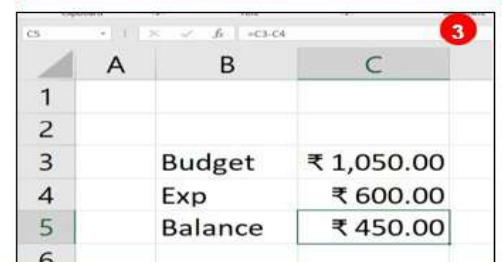 C5 fx =C3-C4 3
A B C
1
2
3 Budget ₹ 1,050.00
4 Exp ₹ 600.00
5 Balance ₹ 450.00
6